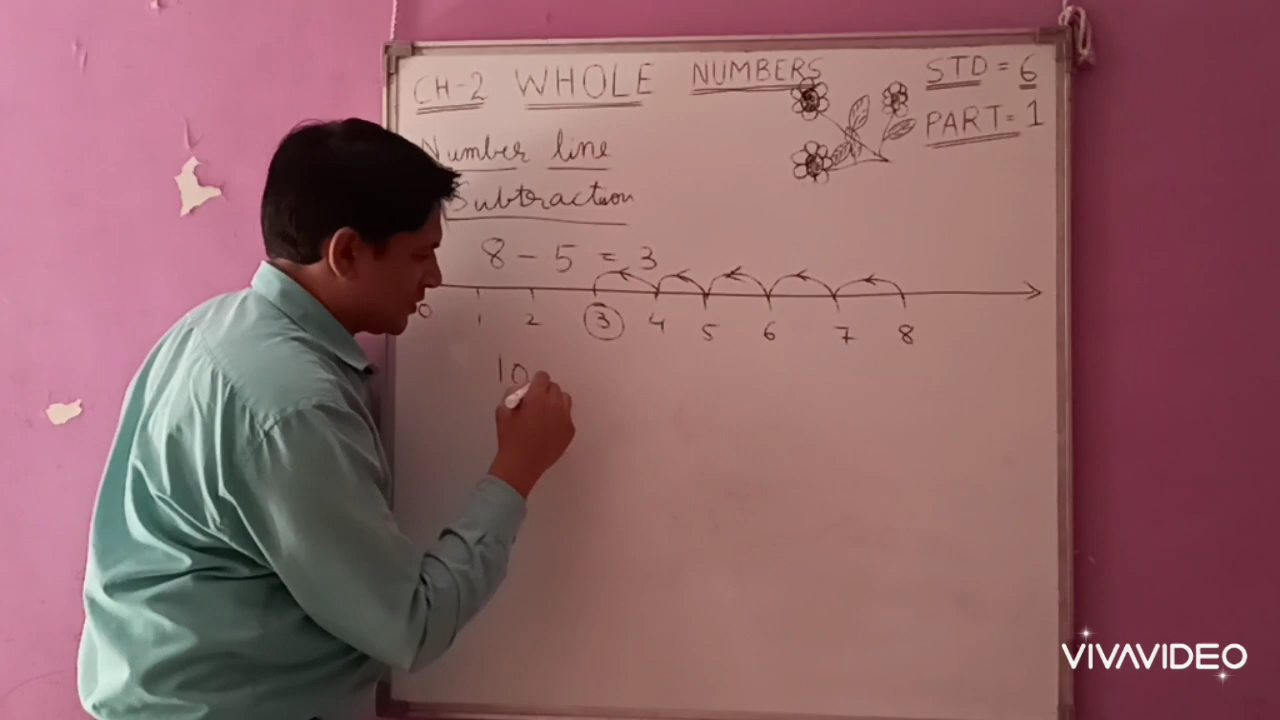 CH-2 WHOLE NUMBERS
STD = 6
PART = 1
Number line
Subtraction
8 - 5 = 3
0 1 2 3 4 5 6 7 8
10
VIVAVIDEO